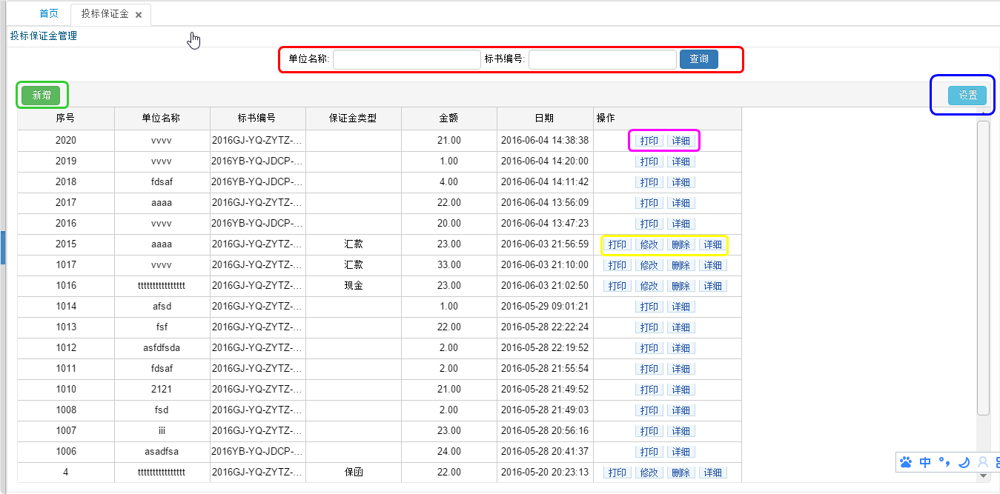 首页 投标保证金 ×
投标保证金管理
单位名称: 标书编号: 查询
新增 设置
序号 单位名称 标书编号 保证金类型 金额 日期 操作
2020 vvvv 2016GJ-YQ-ZYTZ-... 21.00 2016-06-04 14:38:38 打印 详细
2019 vvvv 2016YB-YQ-JDCP-... 1.00 2016-06-04 14:20:00 打印 详细
2018 fdsaf 2016YB-YQ-JDCP-... 4.00 2016-06-04 14:11:42 打印 详细
2017 aaaa 2016GJ-YQ-ZYTZ-... 22.00 2016-06-04 13:56:09 打印 详细
2016 vvvv 2016YB-YQ-JDCP-... 20.00 2016-06-04 13:47:23 打印 详细
2015 aaaa 2016GJ-YQ-ZYTZ-... 汇款 23.00 2016-06-03 21:56:59 打印 修改 删除 详细
1017 vvvv 2016GJ-YQ-ZYTZ-... 汇款 33.00 2016-06-03 21:10:00 打印 修改 删除 详细
1016 tttttttttttttttt 2016GJ-YQ-ZYTZ-... 现金 23.00 2016-06-03 21:02:50 打印 修改 删除 详细
1014 afsd 2016GJ-YQ-ZYTZ-... 1.00 2016-05-29 09:01:21 打印 详细
1013 fsf 2016GJ-YQ-ZYTZ-... 22.00 2016-05-28 22:22:24 打印 详细
1012 asfdfsda 2016GJ-YQ-ZYTZ-... 2.00 2016-05-28 22:19:52 打印 详细
1011 fdsaf 2016GJ-YQ-ZYTZ-... 2.00 2016-05-28 21:55:54 打印 详细
1010 2121 2016GJ-YQ-ZYTZ-... 21.00 2016-05-28 21:49:52 打印 详细
1008 fsd 2016GJ-YQ-ZYTZ-... 2.00 2016-05-28 21:49:03 打印 详细
1007 iii 2016GJ-YQ-ZYTZ-... 23.00 2016-05-28 20:56:16 打印 详细
1006 asadfsa 2016YB-YQ-JDCP-... 24.00 2016-05-28 20:41:37 打印 详细
4 tttttttttttttttt 2016GJ-YQ-ZYTZ-... 保函 22.00 2016-05-20 20:23:13 打印 修改 删除 详细
中